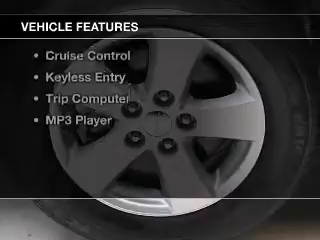 VEHICLE FEATURES
• Cruise Control
• Keyless Entry
• Trip Computer
• MP3 Player